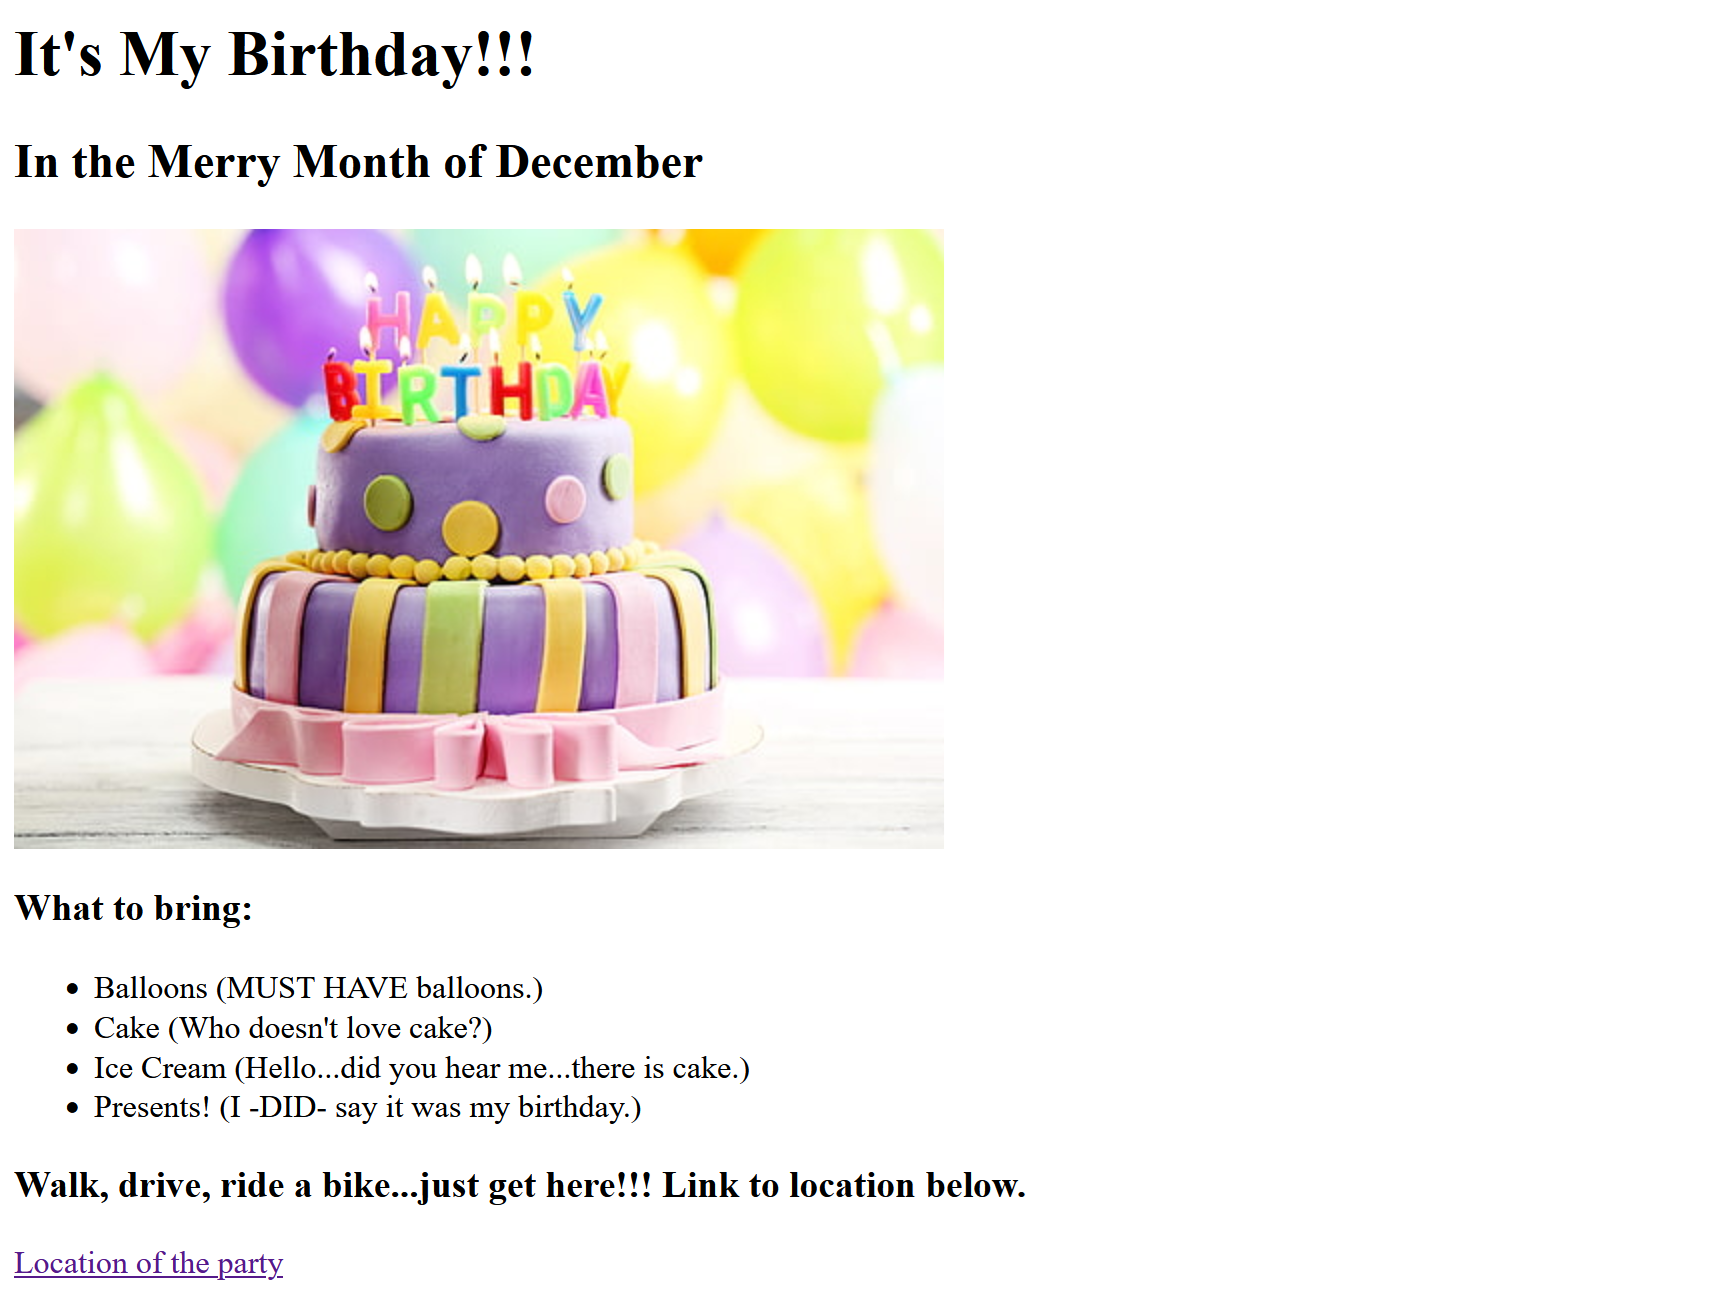 It's My Birthday!!!
In the Merry Month of December
HAPPY
BIRTHDAY
What to bring:
Balloons (MUST HAVE balloons.)
Cake (Who doesn't love cake?)
Ice Cream (Hello...did you hear me...there is cake.)
Presents! (I -DID- say it was my birthday.)
Walk, drive, ride a bike...just get here!!! Link to location below.
Location of the party